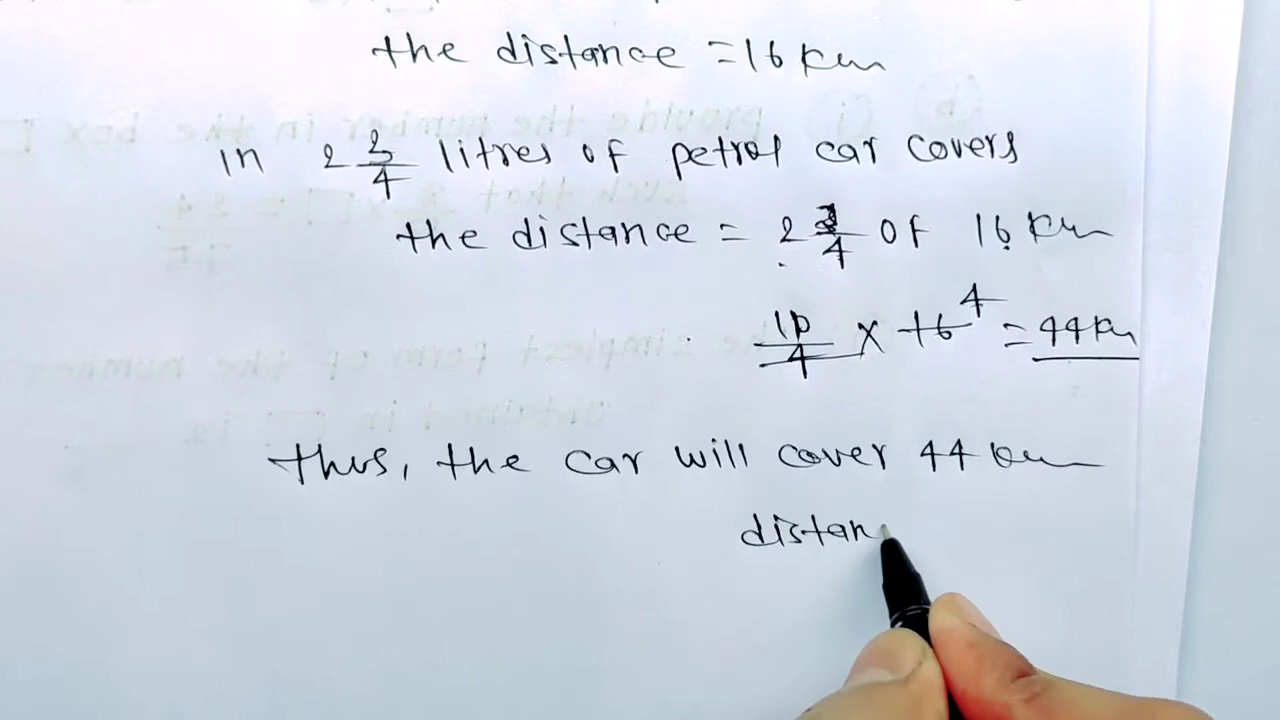 the distance = 16 km
in 2 3/4 litres of petrol car covers
the distance = 2 3/4 of 16 km
11/4 x 16 4 = 44 km
thus, the car will cover 44 km
distan